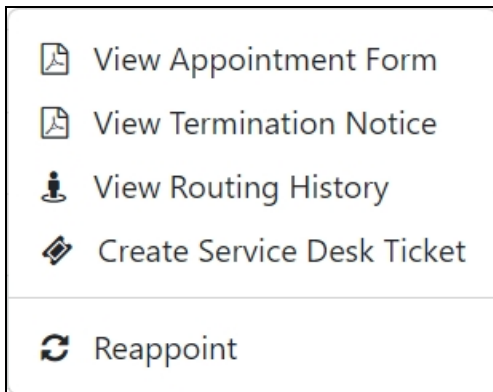 View Appointment Form
View Termination Notice
View Routing History
Create Service Desk Ticket
Reappoint